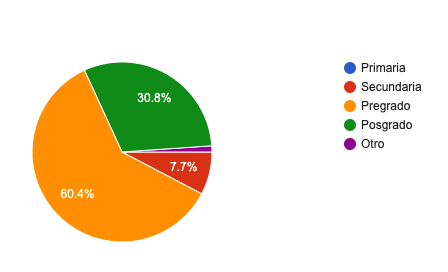 Primaria
Secundaria
Pregrado
Posgrado
Otro
30.8%
7.7%
60.4%